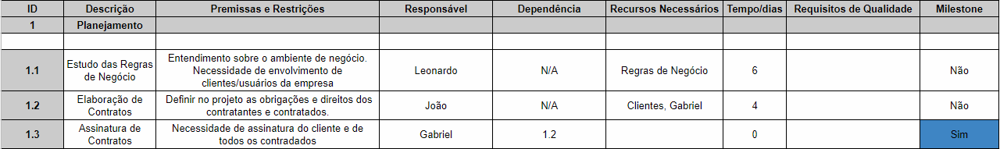 ID Descrição Premissas e Restrições Responsável Dependência Recursos Necessários Tempo/dias Requisitos de Qualidade Milestone
1 Planejamento
1.1 Estudo das Regras de Negócio Entendimento sobre o ambiente de negócio. Necessidade de envolvimento de clientes/usuários da empresa Leonardo N/A Regras de Negócio 6 Não
1.2 Elaboração de Contratos Definir no projeto as obrigações e direitos dos contratantes e contratados. João N/A Clientes, Gabriel 4 Não
1.3 Assinatura de Contratos Necessidade de assinatura do cliente e de todos os contradados Gabriel 1.2 0 Sim